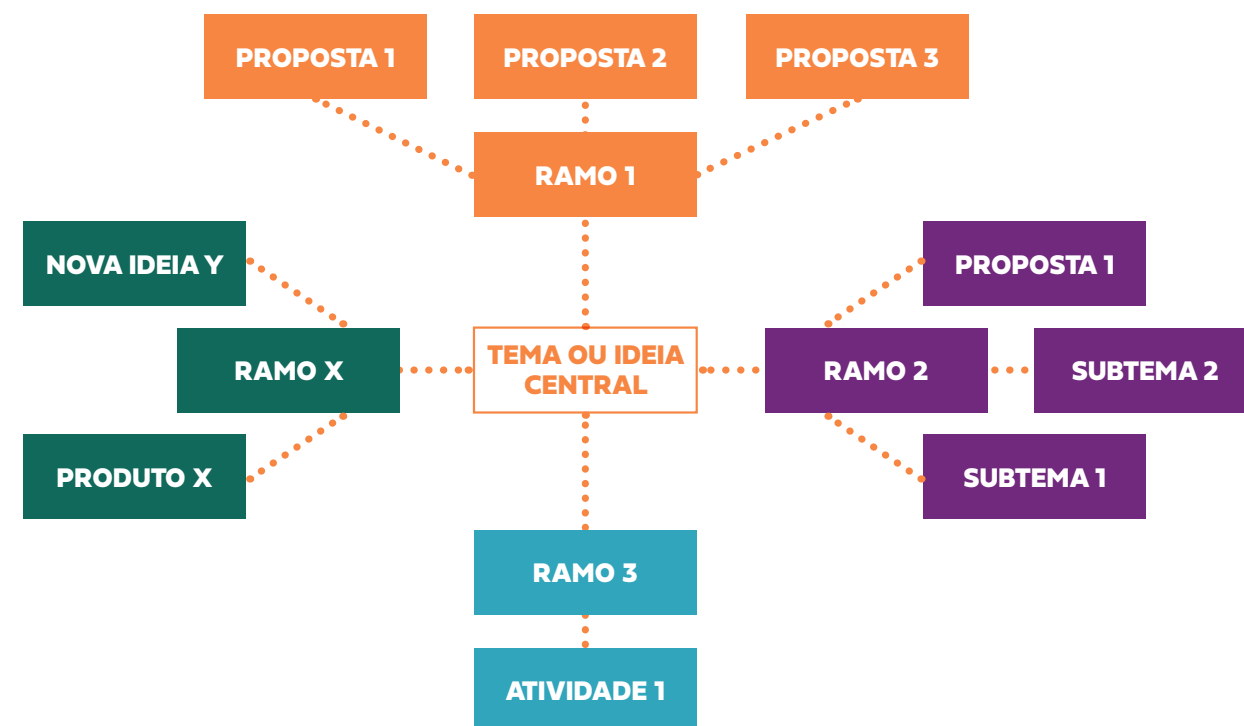 PROPOSTA 1
PROPOSTA 2
PROPOSTA 3
RAMO 1
NOVA IDEIA Y
PROPOSTA 1
RAMO X
TEMA OU IDEIA
CENTRAL
RAMO 2
SUBTEMA 2
PRODUTO X
SUBTEMA 1
RAMO 3
ATIVIDADE 1